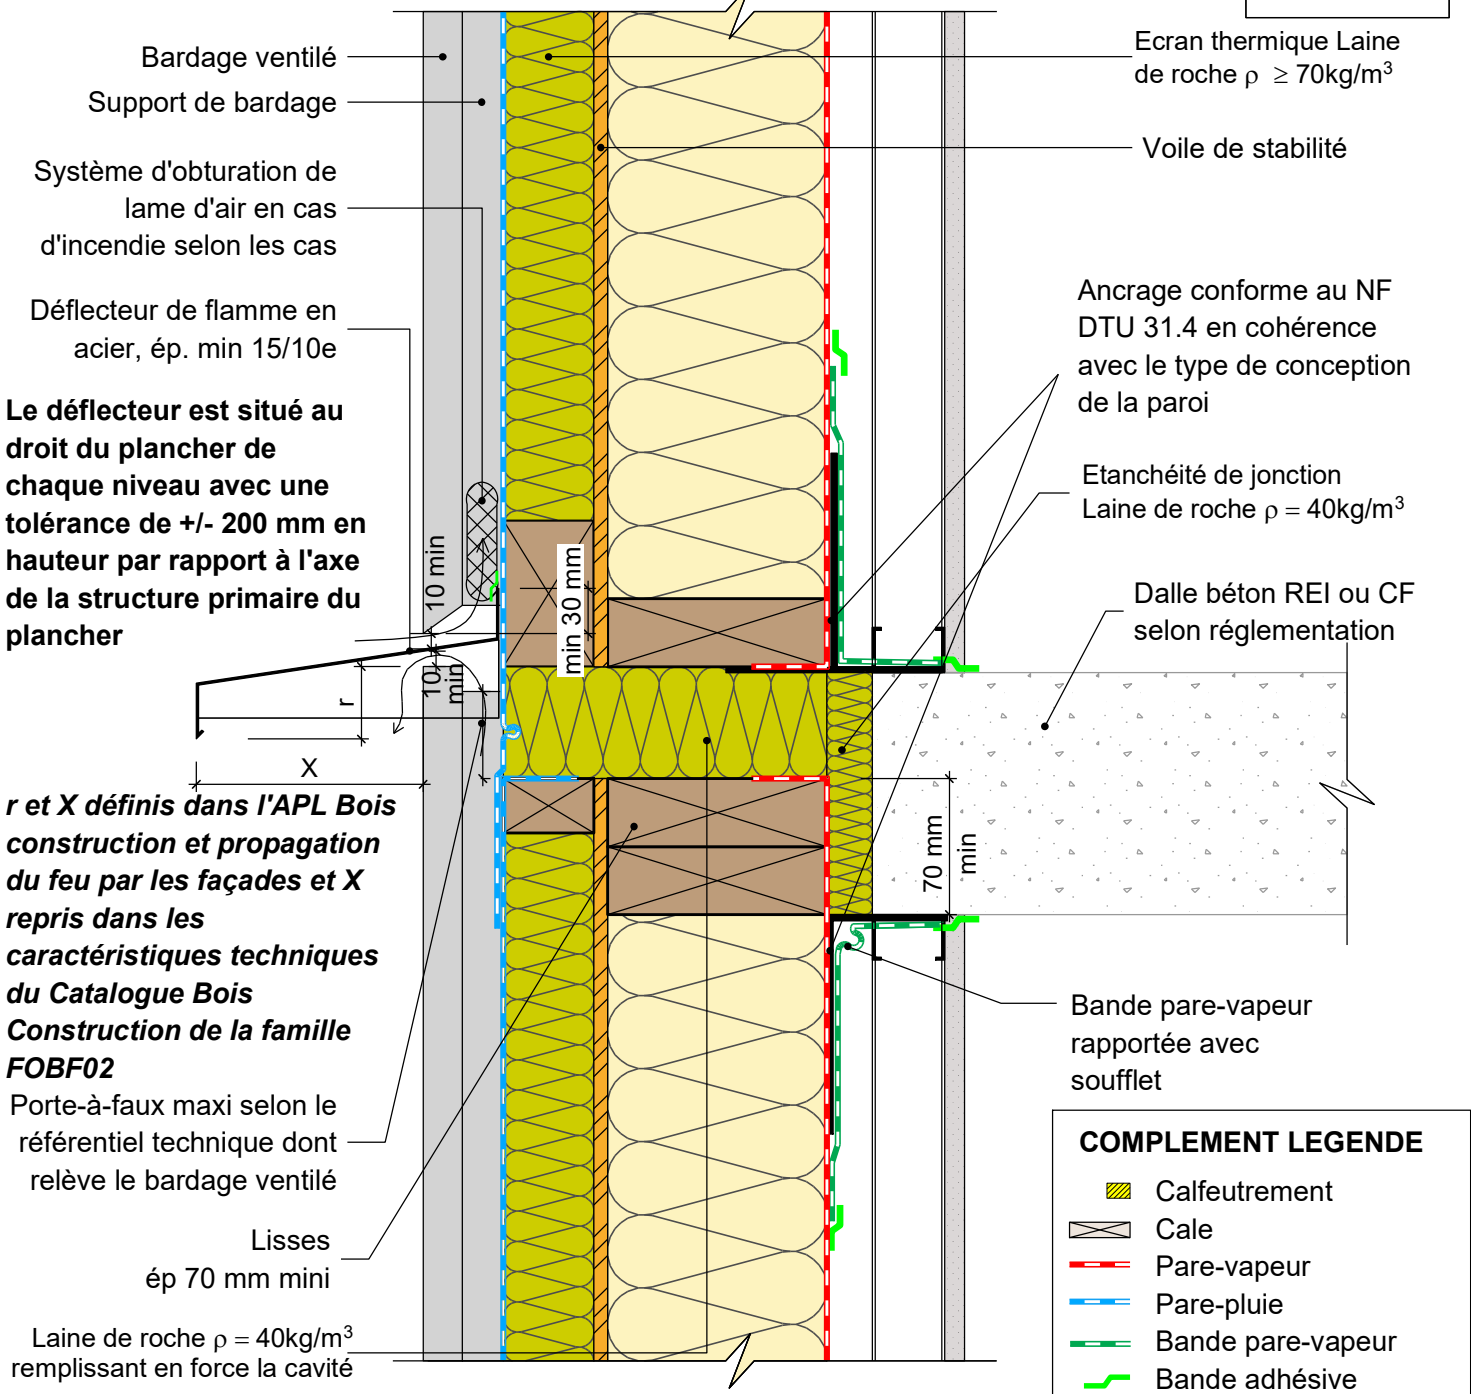 Bardage ventilé
Support de bardage
Système d'obturation de
lame d'air en cas
d'incendie selon les cas
Déflecteur de flamme en
acier, ép. min 15/10e
Le déflecteur est situé au
droit du plancher de
chaque niveau avec une
tolérance de +/- 200 mm en
hauteur par rapport à l'axe
de la structure primaire du
plancher
r et X définis dans l'APL Bois
construction et propagation
du feu par les façades et X
repris dans les
caractéristiques techniques
du Catalogue Bois
Construction de la famille
FOBF02
Porte-à-faux maxi selon le
référentiel technique dont
relève le bardage ventilé
Lisses
ép 70 mm mini
Laine de roche ρ = 40kg/m³
remplissant en force la cavité
10 min
10
min
r
X
min 30 mm
70 mm
min
Ecran thermique Laine
de roche ρ ≥ 70kg/m³
Voile de stabilité
Ancrage conforme au NF
DTU 31.4 en cohérence
avec le type de conception
de la paroi
Etanchéité de jonction
Laine de roche ρ = 40kg/m³
Dalle béton REI ou CF
selon réglementation
Bande pare-vapeur
rapportée avec
soufflet
COMPLEMENT LEGENDE
Calfeutrement
Cale
Pare-vapeur
Pare-pluie
Bande pare-vapeur
Bande adhésive